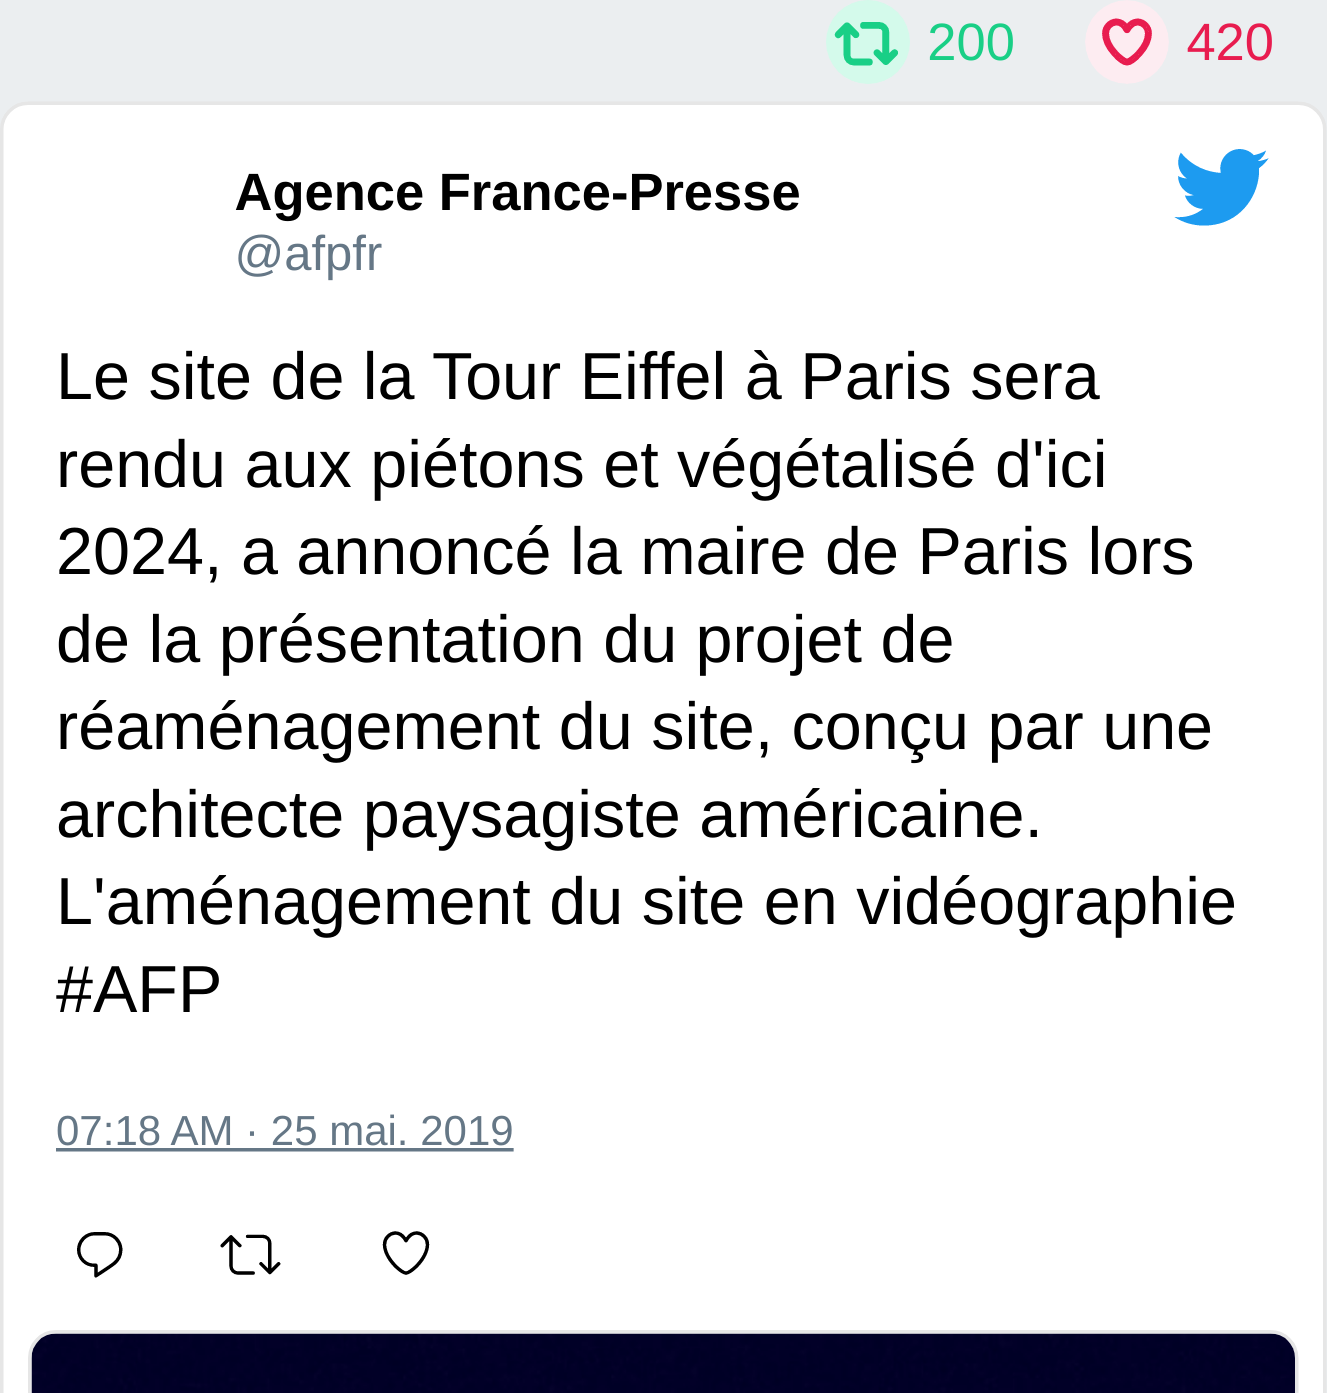 200 420
Agence France-Presse
@afpfr
Le site de la Tour Eiffel à Paris sera
rendu aux piétons et végétalisé d'ici
2024, a annoncé la maire de Paris lors
de la présentation du projet de
réaménagement du site, conçu par une
architecte paysagiste américaine.
L'aménagement du site en vidéographie
#AFP
07:18 AM · 25 mai. 2019